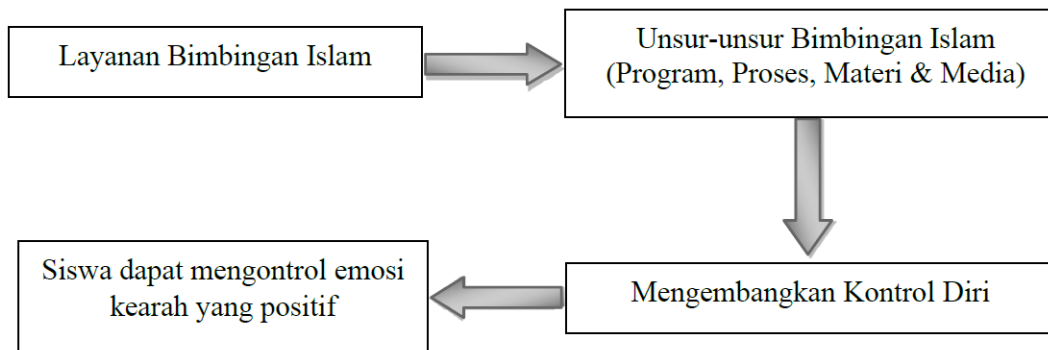 Layanan Bimbingan Islam
Unsur-unsur Bimbingan Islam
(Program, Proses, Materi & Media)
Mengembangkan Kontrol Diri
Siswa dapat mengontrol emosi
kearah yang positif